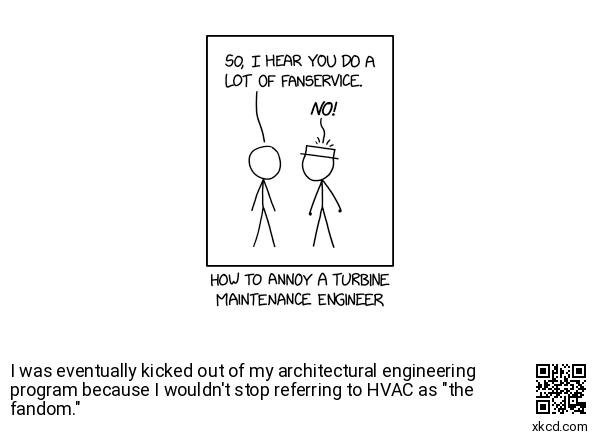 SO, I HEAR YOU DO A
LOT OF FANSERVICE.
NO!
HOW TO ANNOY A TURBINE
MAINTENANCE ENGINEER
I was eventually kicked out of my architectural engineering
program because I wouldn't stop referring to HVAC as "the
fandom."
xkcd.com